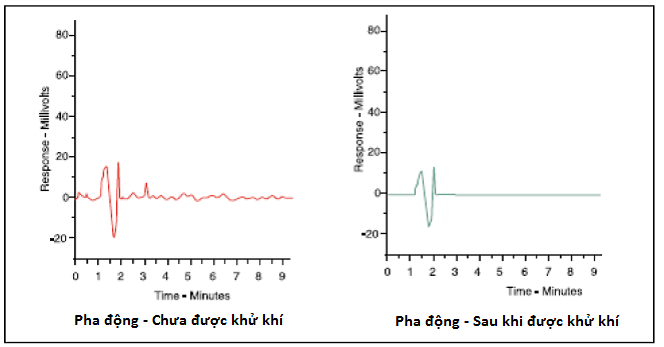 Response - Millivolts
80
60
40
20
0
-20
0 1 2 3 4 5 6 7 8 9
Time - Minutes
Pha động - Chưa được khử khí
Response - Millivolts
80
60
40
20
0
-20
0 1 2 3 4 5 6 7 8 9
Time - Minutes
Pha động - Sau khi được khử khí